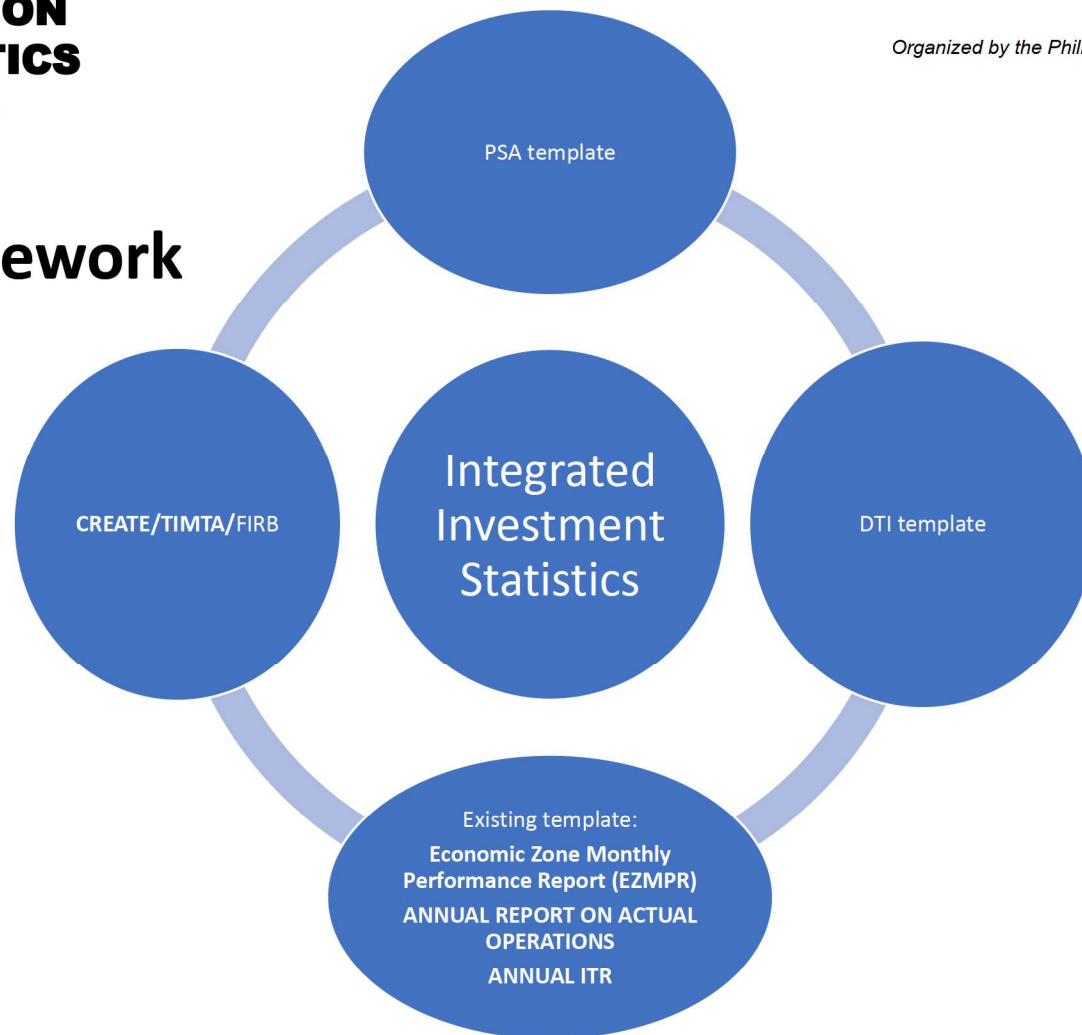 ON
TICS
Organized by the Phil
PSA template
ework
Integrated
Investment
Statistics
CREATE/TIMTA/FIRB
DTI template
Existing template:
Economic Zone Monthly
Performance Report (EZMPR)
ANNUAL REPORT ON ACTUAL
OPERATIONS
ANNUAL ITR